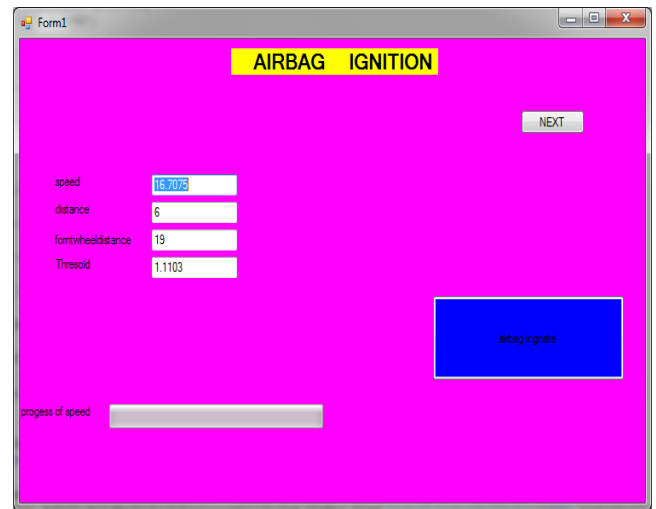 Form1
AIRBAG IGNITION
NEXT
speed 16.7075
distance 6
forntwheeldistance 19
Thresold 1.1103
airbag ingnate
progess of speed